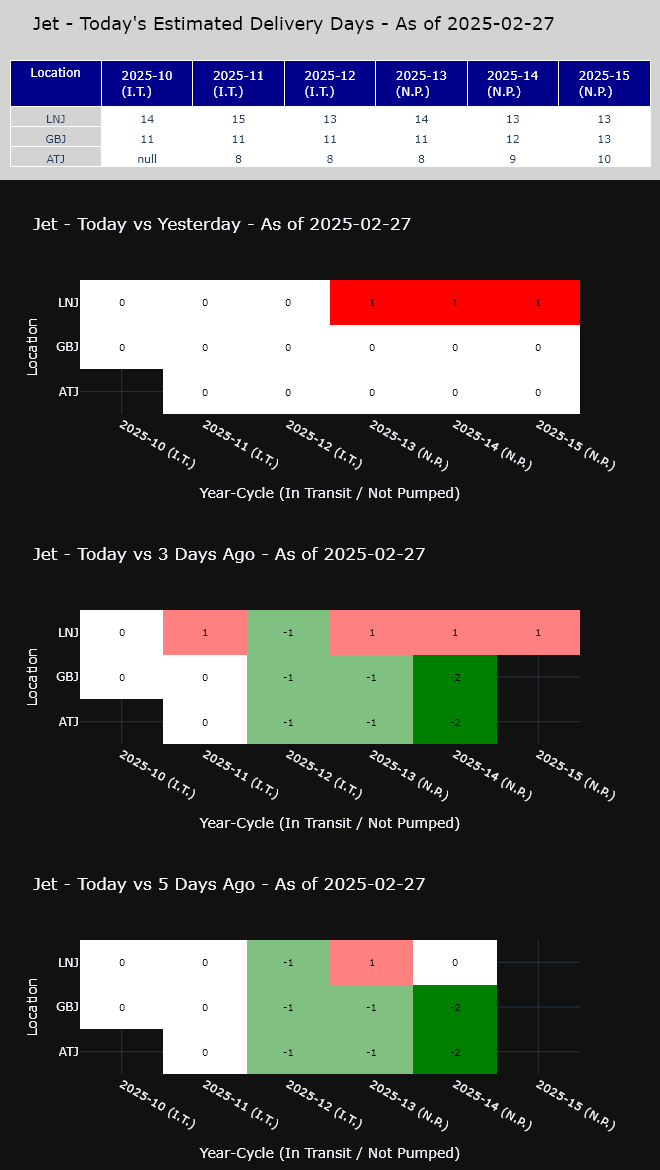 Jet - Today's Estimated Delivery Days - As of 2025-02-27
Location 2025-10 (I.T.) 2025-11 (I.T.) 2025-12 (I.T.) 2025-13 (N.P.) 2025-14 (N.P.) 2025-15 (N.P.)
LNJ 14 15 13 14 13 13
GBJ 11 11 11 11 12 13
ATJ null 8 8 8 9 10
Jet - Today vs Yesterday - As of 2025-02-27
Location
LNJ 0 0 0 1 1 1
GBJ 0 0 0 0 0 0
ATJ 0 0 0 0 0
2025-10 (I.T.) 2025-11 (I.T.) 2025-12 (I.T.) 2025-13 (N.P.) 2025-14 (N.P.) 2025-15 (N.P.)
Year-Cycle (In Transit / Not Pumped)
Jet - Today vs 3 Days Ago - As of 2025-02-27
Location
LNJ 0 1 -1 1 1 1
GBJ 0 0 -1 -1 -2
ATJ 0 -1 -1 -2
2025-10 (I.T.) 2025-11 (I.T.) 2025-12 (I.T.) 2025-13 (N.P.) 2025-14 (N.P.) 2025-15 (N.P.)
Year-Cycle (In Transit / Not Pumped)
Jet - Today vs 5 Days Ago - As of 2025-02-27
Location
LNJ 0 0 -1 1 0
GBJ 0 0 -1 -1 -2
ATJ 0 -1 -1 -2
2025-10 (I.T.) 2025-11 (I.T.) 2025-12 (I.T.) 2025-13 (N.P.) 2025-14 (N.P.) 2025-15 (N.P.)
Year-Cycle (In Transit / Not Pumped)